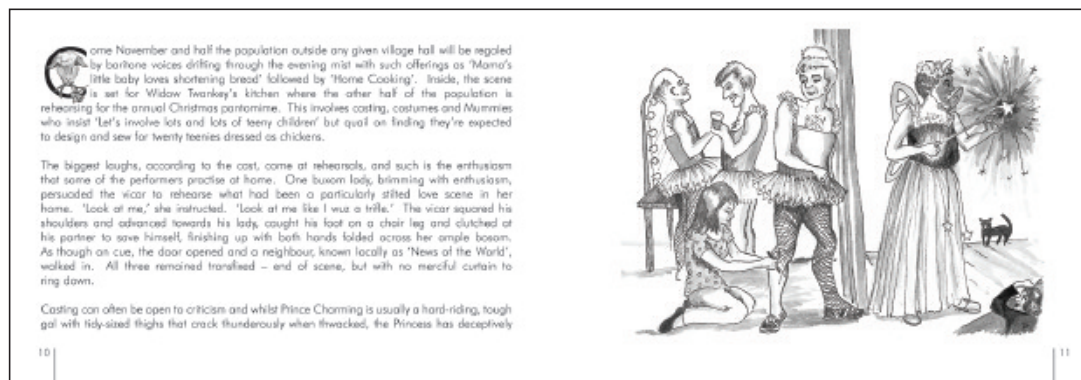 Come November and half the population outside any given village hall will be regaled
by baritone voices drifting through the evening mist with such offerings as 'Mama's
little baby loves shortening bread' followed by 'Home Cooking'. Inside, the scene
is set for Widow Twankey's kitchen where the other half of the population is
rehearsing for the annual Christmas pantomime. This involves casting, costumes and Mummies
who insist 'Let's involve lots and lots of teeny children' but quail on finding they're expected
to design and sew for twenty teenies dressed as chickens.
The biggest laughs, according to the cast, come at rehearsals, and such is the enthusiasm
that some of the performers practise at home. One buxom lady, brimming with enthusiasm,
persuaded the vicar to rehearse what had been a particularly stilted love scene in her
home. 'Look at me,' she instructed. 'Look at me like I wuz a trifle.' The vicar squared his
shoulders and advanced towards his lady, caught his foot on a chair leg and clutched at
his partner to save himself, finishing up with both hands folded across her ample bosom.
As though on cue, the door opened and a neighbour, known locally as 'News of the World',
walked in. All three remained transfixed – end of scene, but with no merciful curtain to
ring down.
Casting can often be open to criticism and whilst Prince Charming is usually a hard-riding, tough
gal with tidy-sized thighs that crack thunderously when thwacked, the Princess has deceptively
10
11